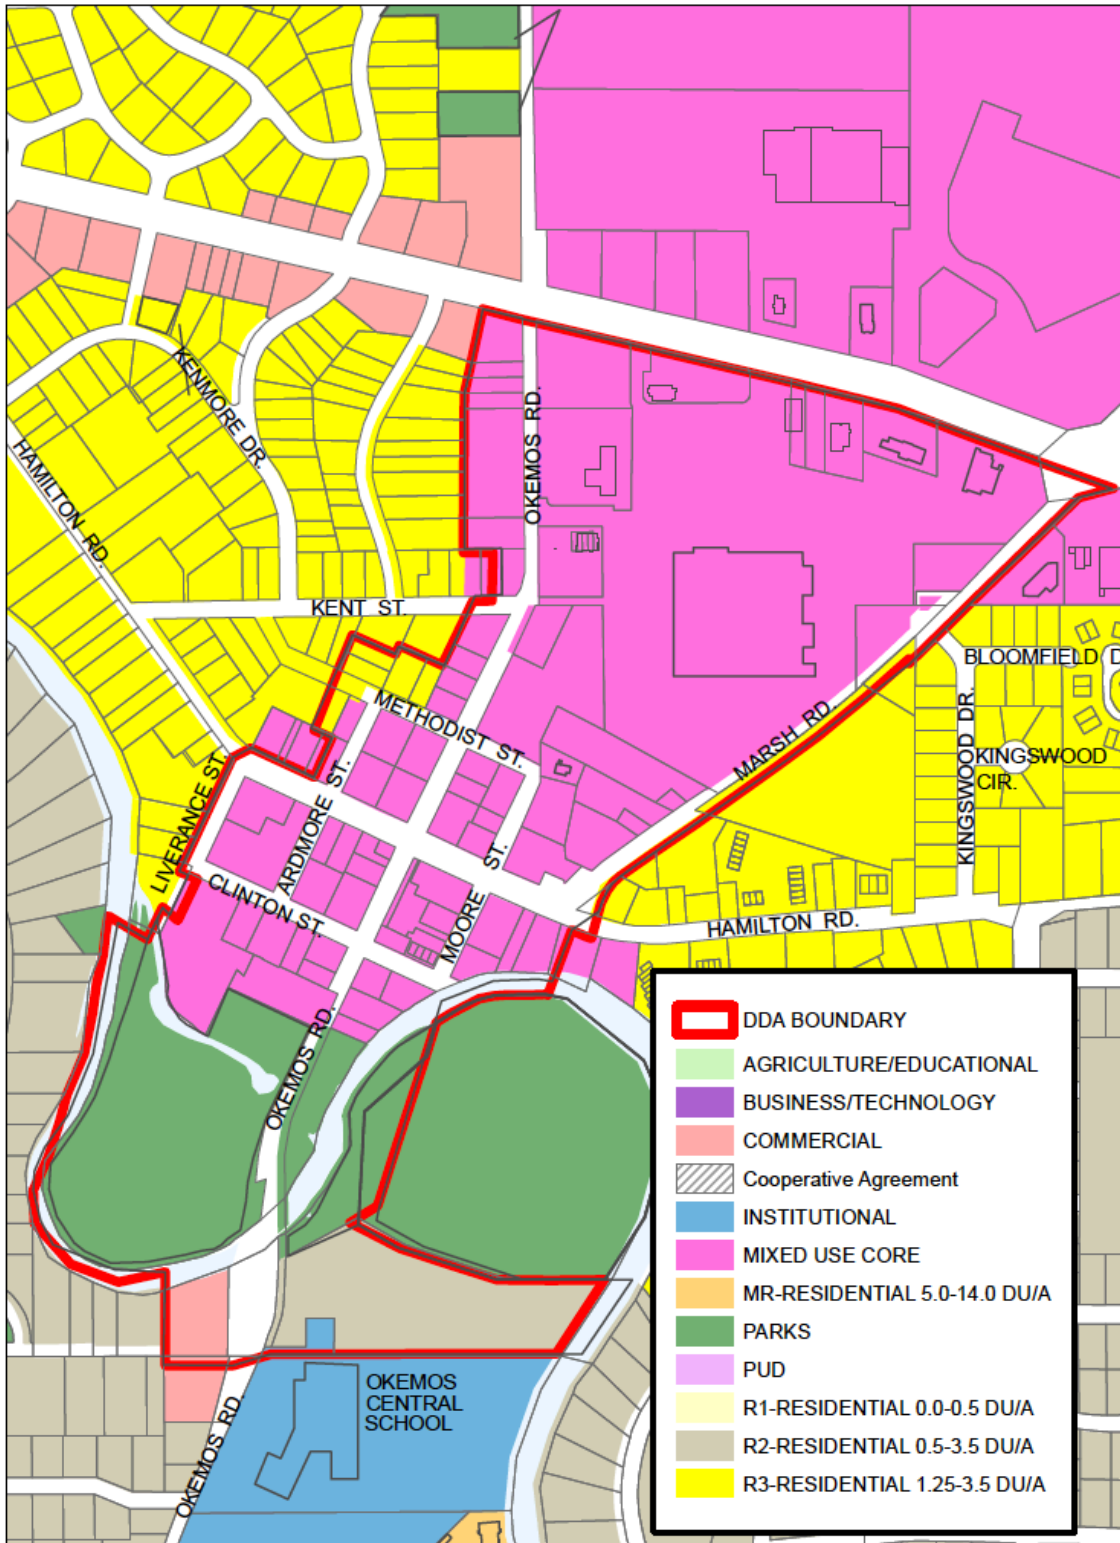 KENMORE DR.
OKEMOS RD.
HAMILTON RD.
KENT ST.
BLOOMFIELD D
METHODIST ST.
MARSH RD.
KINGSWOOD DR.
KINGSWOOD
CIR.
LIVERANCE ST.
ARDMORE ST.
CLINTON ST.
MOORE ST.
HAMILTON RD.
OKEMOS RD.
OKEMOS
CENTRAL
SCHOOL
OKEMOS RD.
DDA BOUNDARY
AGRICULTURE/EDUCATIONAL
BUSINESS/TECHNOLOGY
COMMERCIAL
Cooperative Agreement
INSTITUTIONAL
MIXED USE CORE
MR-RESIDENTIAL 5.0-14.0 DU/A
PARKS
PUD
R1-RESIDENTIAL 0.0-0.5 DU/A
R2-RESIDENTIAL 0.5-3.5 DU/A
R3-RESIDENTIAL 1.25-3.5 DU/A